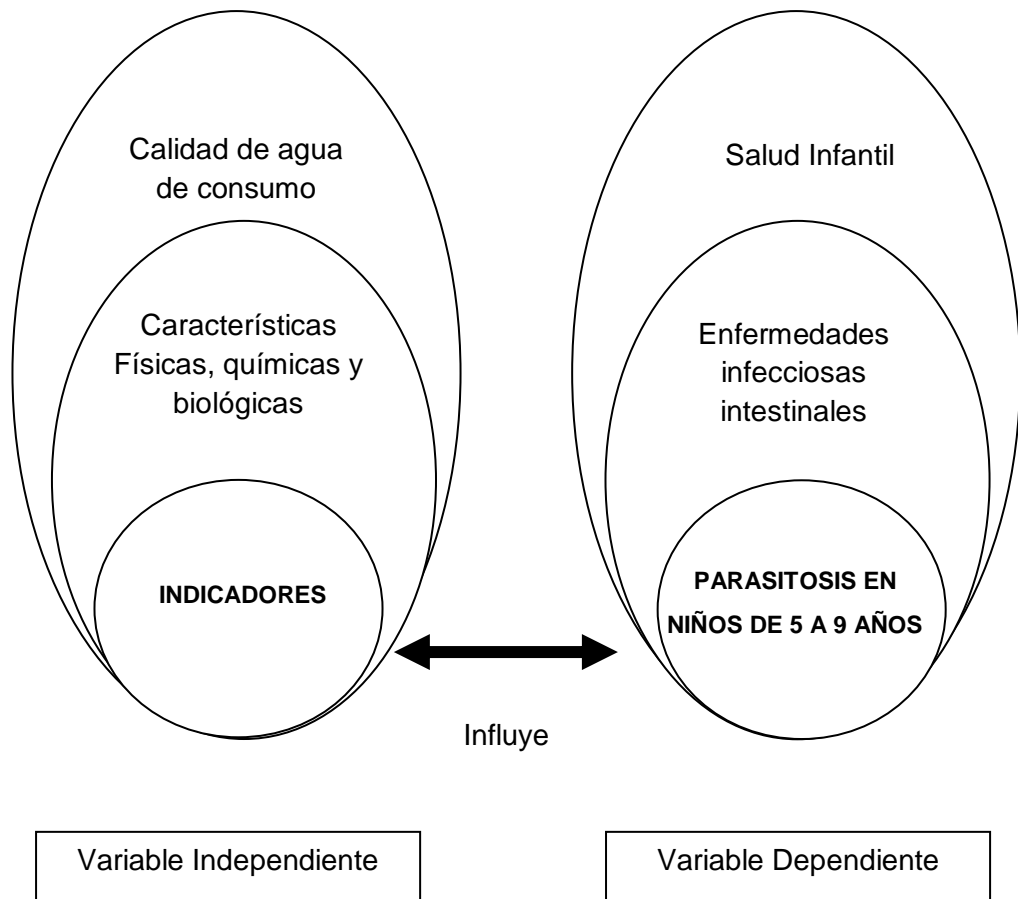 Calidad de agua
de consumo
Características
Físicas, químicas y
biológicas
INDICADORES
Salud Infantil
Enfermedades
infecciosas
intestinales
PARASITOSIS EN
NIÑOS DE 5 A 9 AÑOS
Influye
Variable Independiente
Variable Dependiente